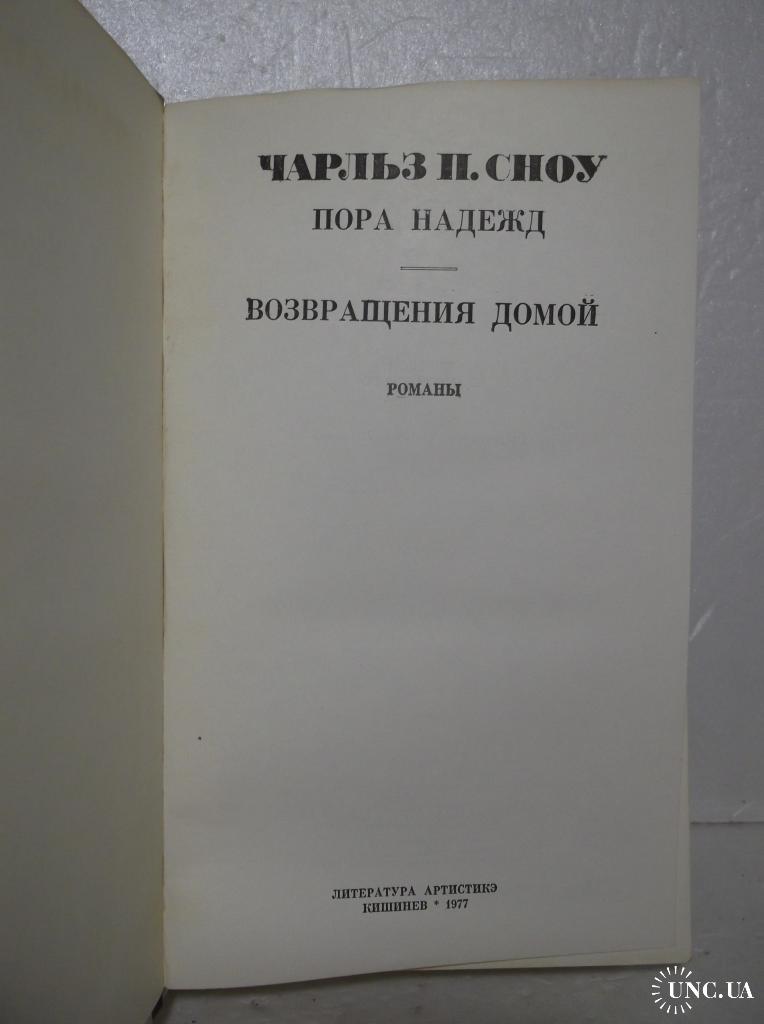 ЧАРЛЬЗ П. СНОУ
ПОРА НАДЕЖД
ВОЗВРАЩЕНИЯ ДОМОЙ
РОМАНЫ
ЛИТЕРАТУРА АРТИСТИКЭ
КИШИНЕВ * 1977
UNC.UA